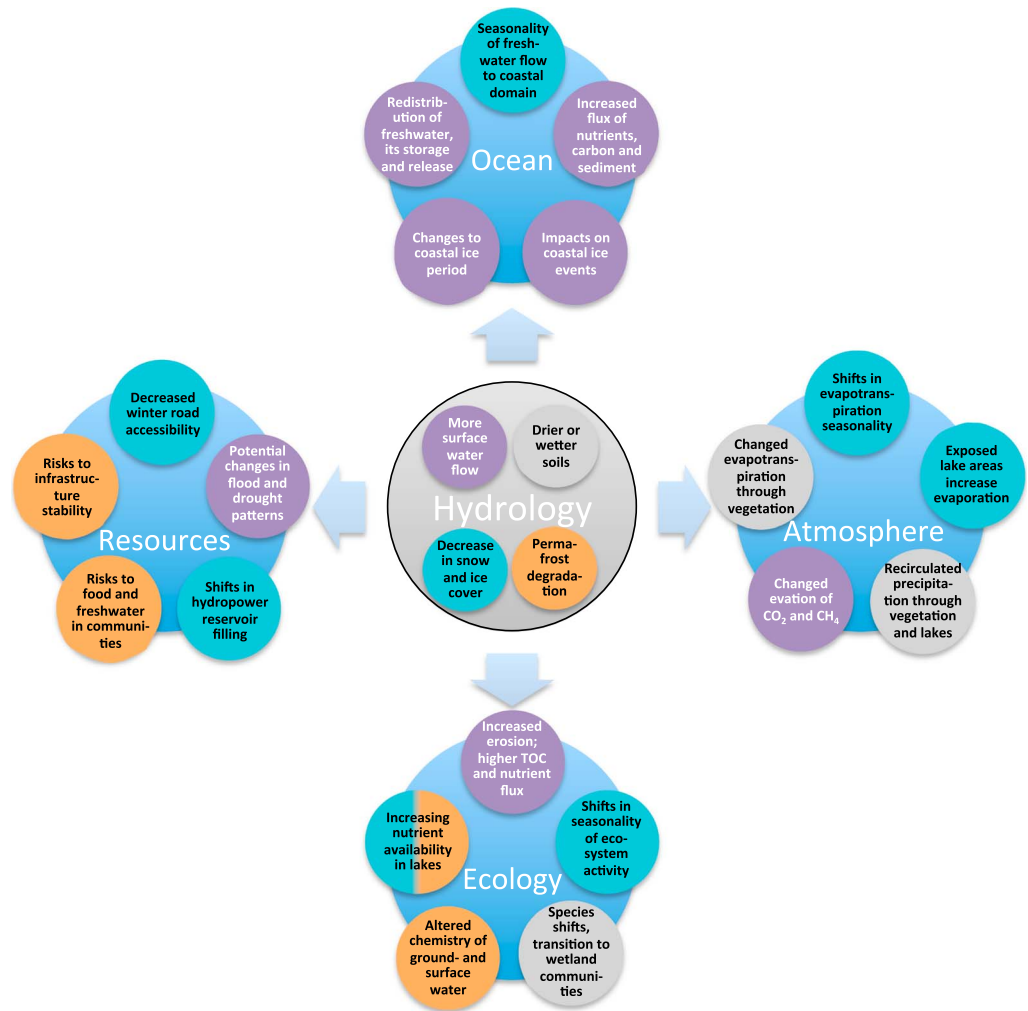 Seasonality
of fresh-
water flow
to coastal
domain
Redistrib-
ution of
freshwater,
its storage
and release
Increased
flux of
nutrients,
carbon and
sediment
Ocean
Changes to
coastal ice
period
Impacts on
coastal ice
events
Decreased
winter road
accessibility
Risks to
infrastruc-
ture
stability
Potential
changes in
flood and
drought
patterns
Resources
Risks to
food and
freshwater
in communi-
ties
Shifts in
hydropower
reservoir
filling
More
surface
water
flow
Drier or
wetter
soils
Hydrology
Decrease
in snow
and ice
cover
Perma-
frost
degrada-
tion
Shifts in
evapotrans-
piration
seasonality
Changed
evapotrans-
piration
through
vegetation
Exposed
lake areas
increase
evaporation
Atmosphere
Changed
evation of
CO₂ and CH₄
Recirculated
precipita-
tion through
vegetation
and lakes
Increased
erosion;
higher TOC
and nutrient
flux
Increasing
nutrient
availability
in lakes
Shifts in
seasonality
of eco-
system
activity
Ecology
Altered
chemistry of
ground- and
surface
water
Species
shifts,
transition to
wetland
communi-
ties